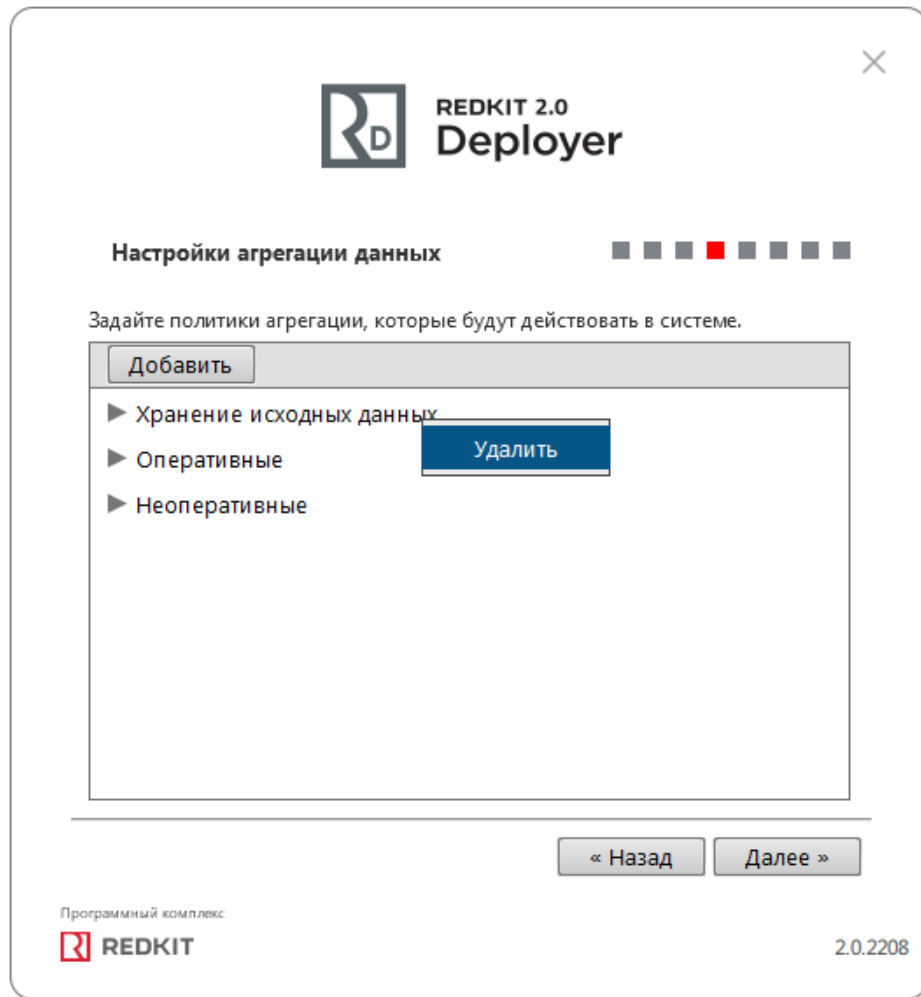 REDKIT 2.0
Deployer
Настройки агрегации данных
Задайте политики агрегации, которые будут действовать в системе.
Добавить
Хранение исходных данных
Удалить
Оперативные
Неоперативные
« Назад
Далее »
Программный комплекс
REDKIT
2.0.2208